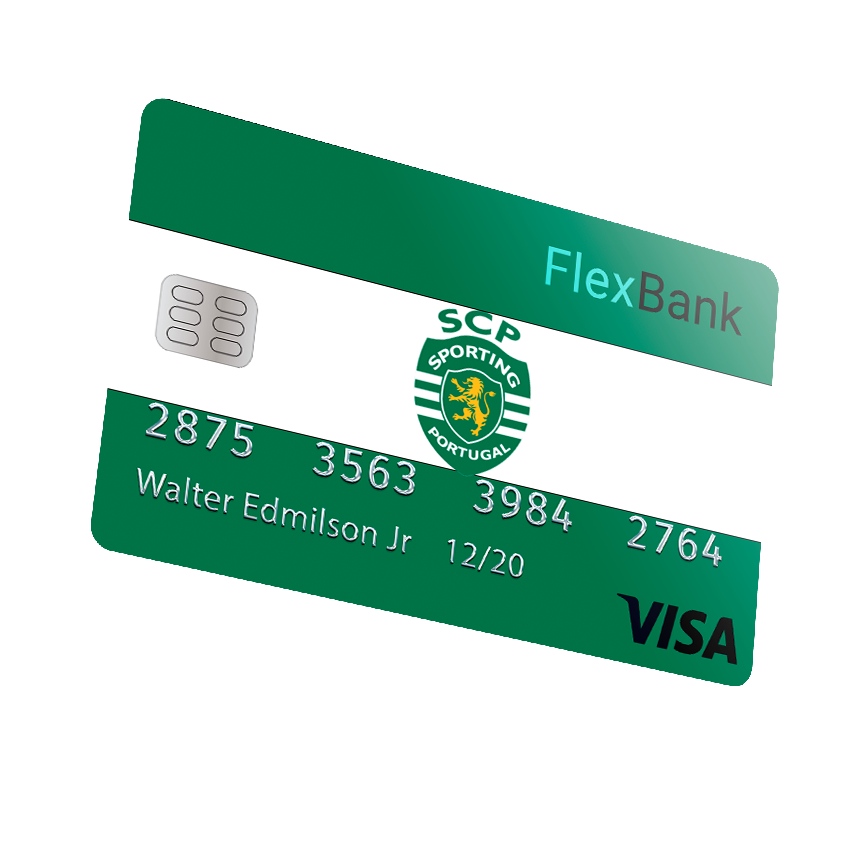 FlexBank
SCP
SPORTING
PORTUGAL
2875 3563 3984 2764
Walter Edmilson Jr 12/20
VISA